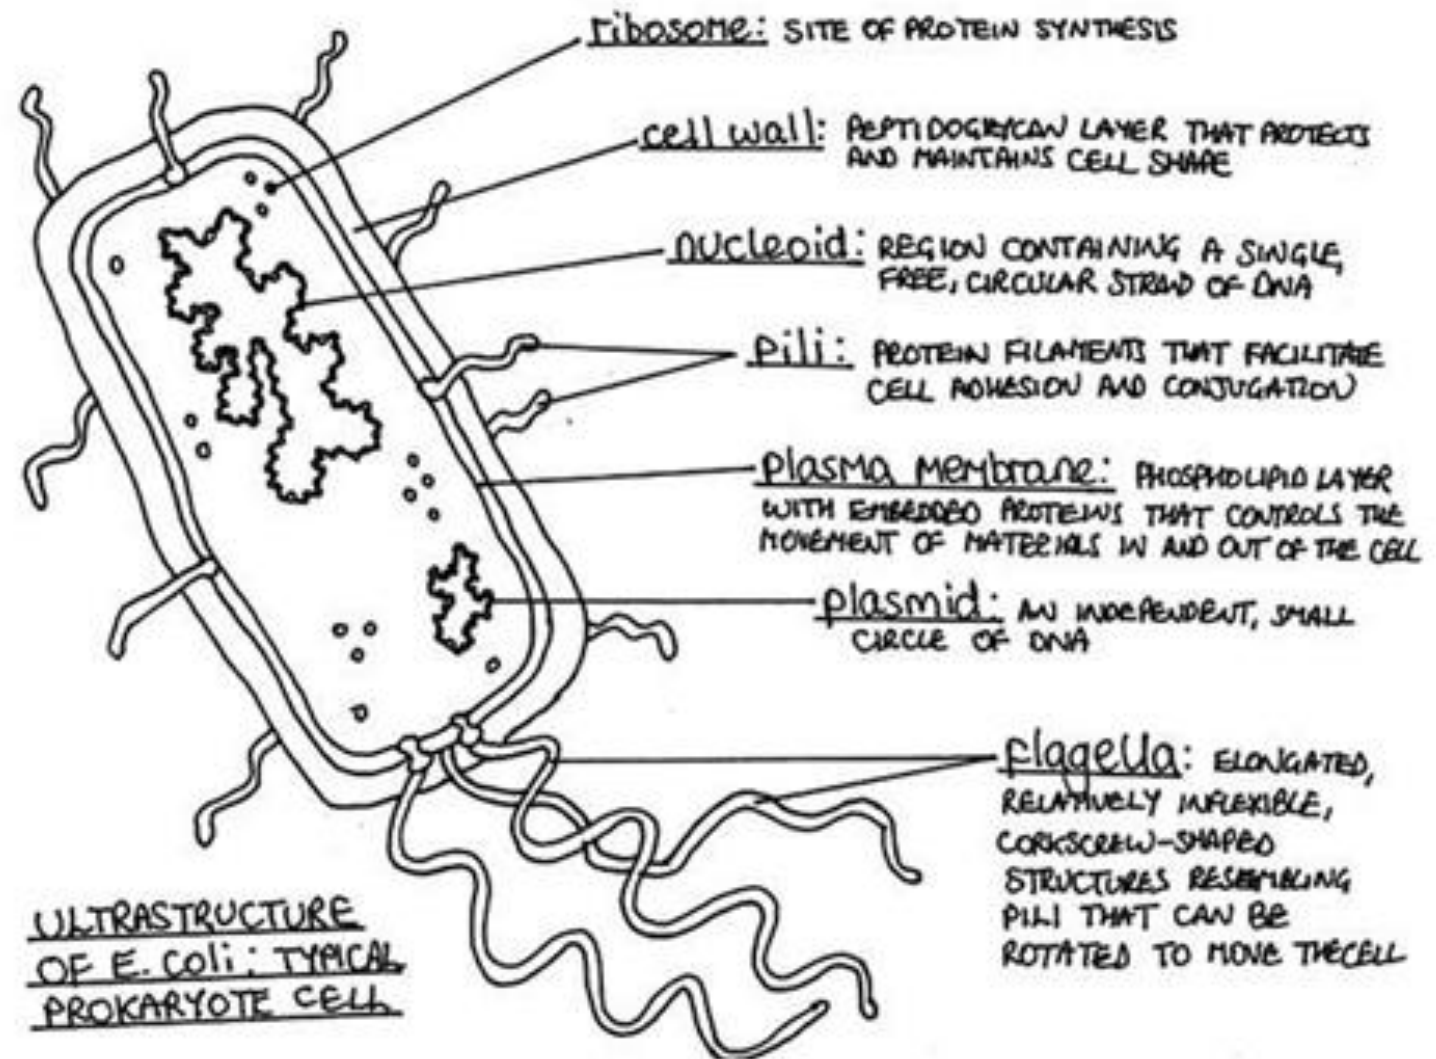 ribosome: SITE OF PROTEIN SYNTHESIS
cell wall: PEPTIDOGLYCAN LAYER THAT PROTECTS
AND MAINTAINS CELL SHAPE
nucleoid: REGION CONTAINING A SINGLE,
FREE, CIRCULAR STRAND OF DNA
Pili: PROTEIN FILAMENTS THAT FACILITATE
CELL ADHESION AND CONJUGATION
plasma membrane: PHOSPHOLIPID LAYER
WITH EMBEDDED PROTEINS THAT CONTROLS THE
MOVEMENT OF MATERIALS IN AND OUT OF THE CELL
plasmid: AN INDEPENDENT, SMALL
CIRCLE OF DNA
flagella: ELONGATED,
RELATIVELY INFLEXIBLE,
CORKSCREW-SHAPED
STRUCTURES RESEMBLING
PILI THAT CAN BE
ROTATED TO MOVE THE CELL
ULTRASTRUCTURE
OF E. Coli: TYPICAL
PROKARYOTE CELL